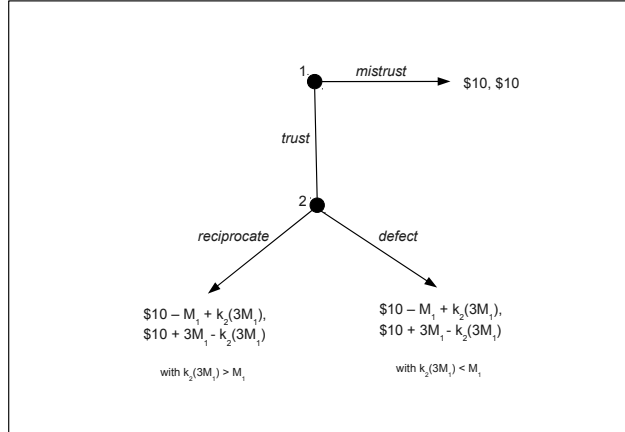 1.
mistrust
$10, $10
trust
2
reciprocate
defect
$10 – M₁ + k₂(3M₁),
$10 + 3M₁ - k₂(3M₁)
with k₂(3M₁) > M₁
$10 – M₁ + k₂(3M₁),
$10 + 3M₁ - k₂(3M₁)
with k₂(3M₁) < M₁